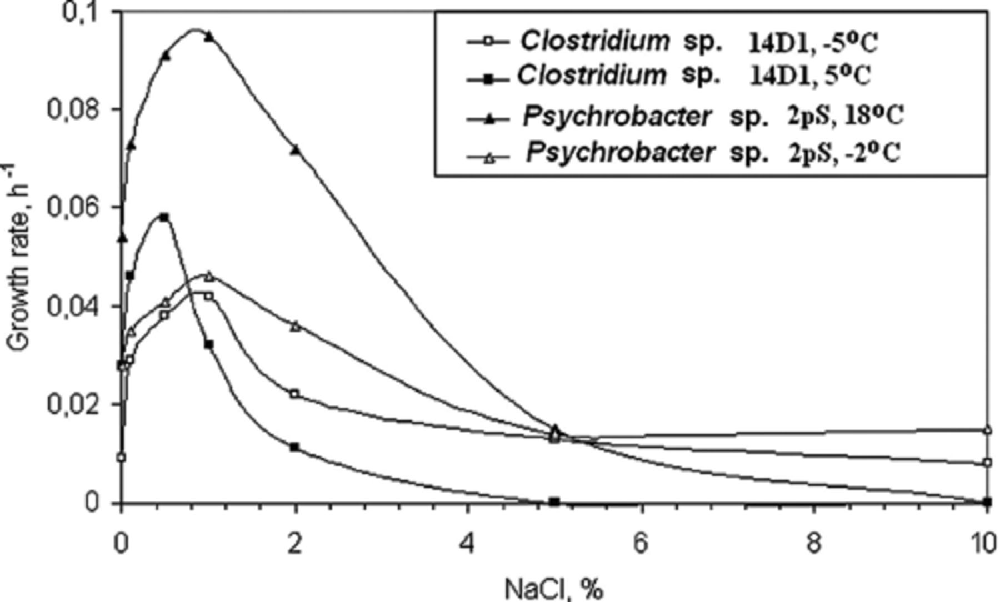 0,1
0,08
0,06
0,04
0,02
0
Growth rate, h⁻¹
Clostridium sp. 14D1, -5ºC
Clostridium sp. 14D1, 5ºC
Psychrobacter sp. 2pS, 18ºC
Psychrobacter sp. 2pS, -2ºC
0 2 4 6 8 10
NaCl, %